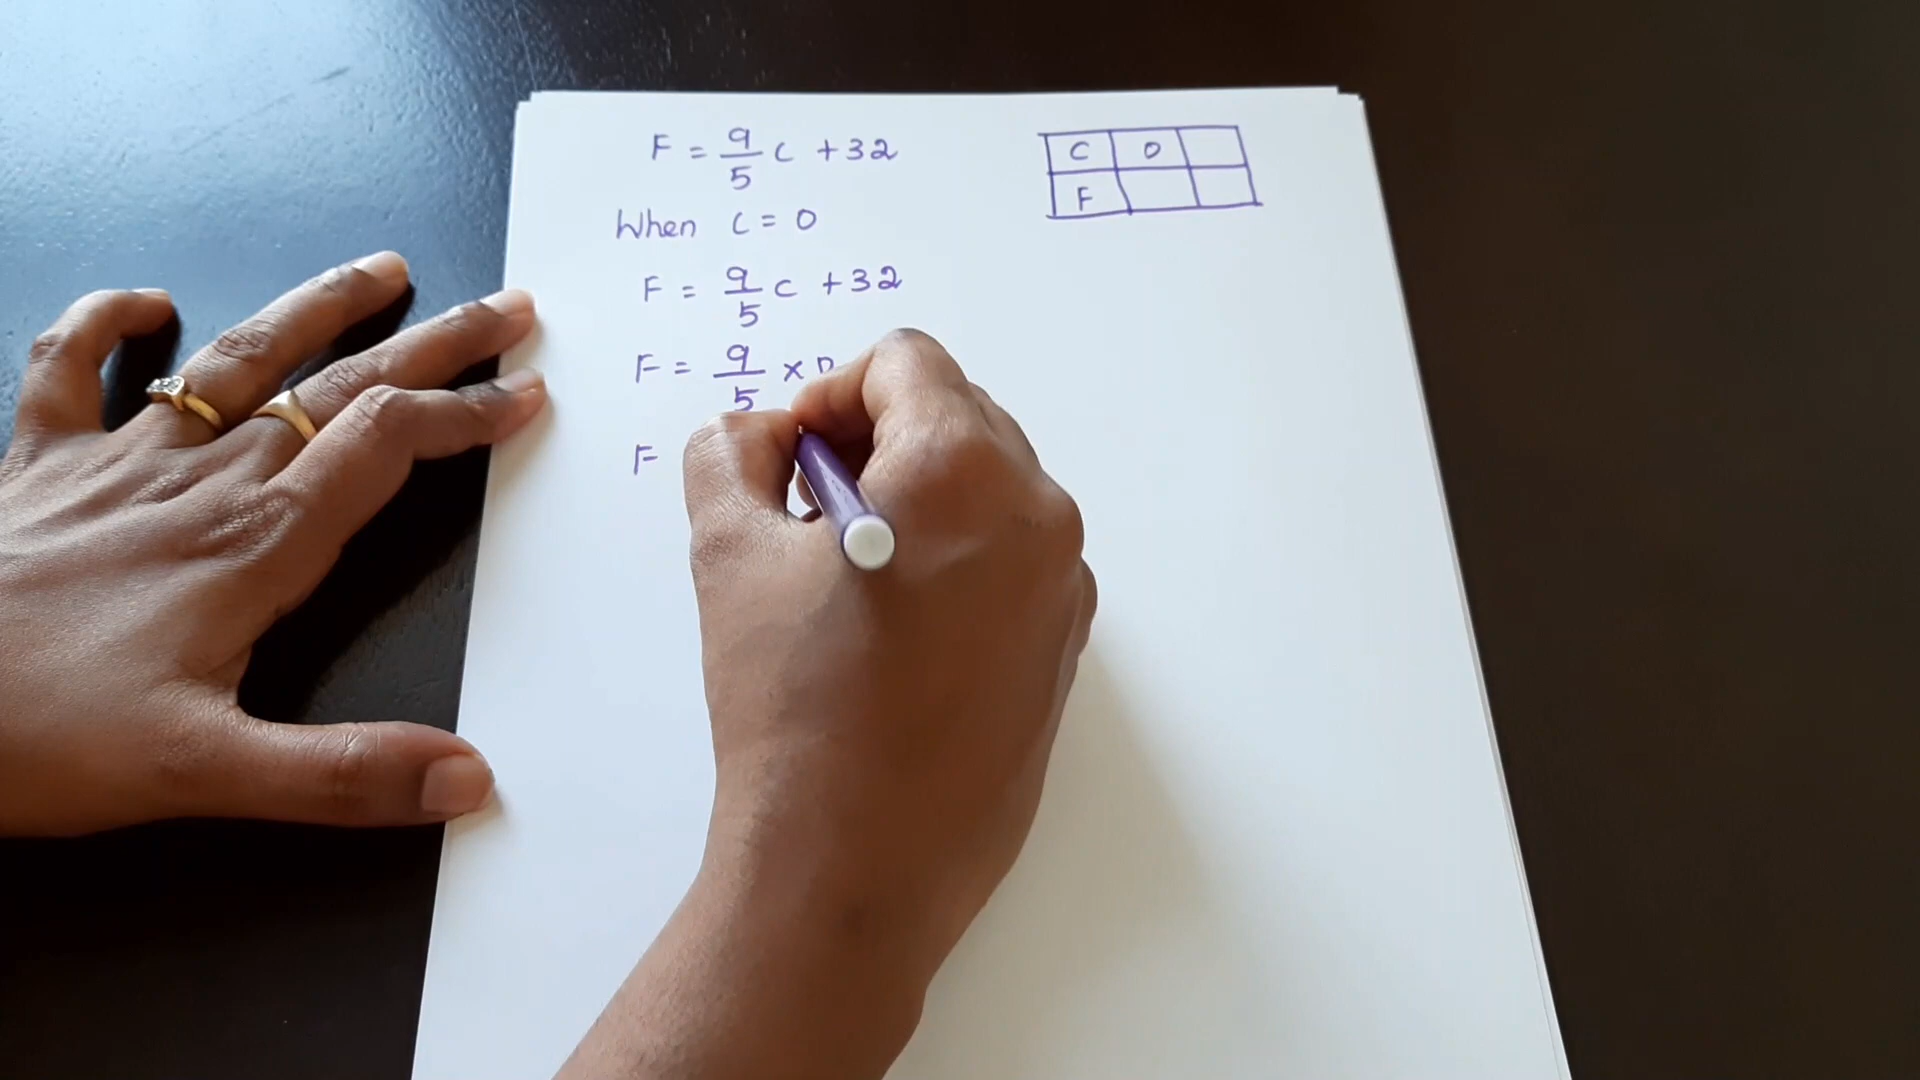 F = 9/5 C + 32
When C = 0
F = 9/5 C + 32
F = 9/5 ×
F
C 0
F